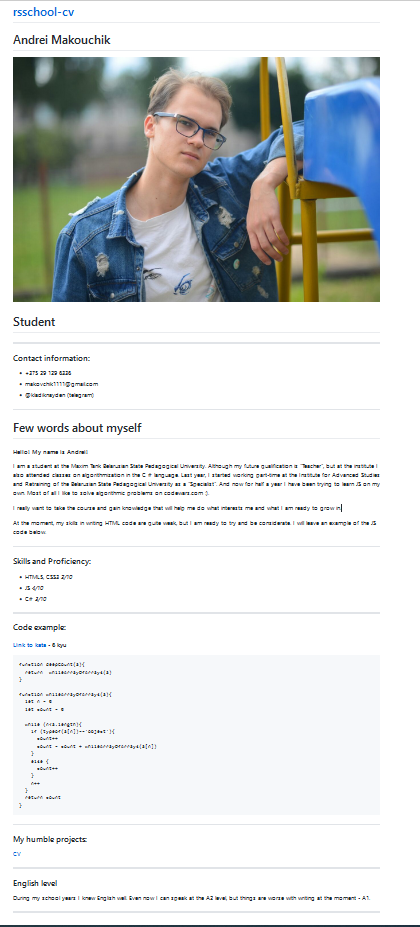 rsschool-cv
Andrei Makouchik
Student
Contact information:
+375 29 129 6226
makovchik1111@gmail.com
@kladiknayden (telegram)
Few words about myself
Hello! My name is Andrei!
I am a student at the Maxim Tank Belarusian State Pedagogical University. Although my future qualification is "Teacher", but at the institute I
also attended classes on algorithmization in the C # language. Last year, I started working part-time at the Institute for Advanced Studies
and Retraining of the Belarusian State Pedagogical University as a "Specialist". And now for half a year I have been trying to learn JS on my
own. Most of all I like to solve algorithmic problems on codewars.com :).
I really want to take the course and gain knowledge that will help me do what interests me and what I am ready to grow in
At the moment, my skills in writing HTML code are quite weak, but I am ready to try and be considerate. I will leave an example of the JS
code below.
Skills and Proficiency:
HTML5, CSS3 2/10
JS 4/10
C# 2/10
Code example:
Link to kata - 6 kyu
function deepCount(a){
return whileArrayOfArrays(a)
}
function whileArrayOfArrays(a){
let n = 0
let count = 0
while (n<a.length){
if (typeof(a[n])=='object'){
count++
count = count + whileArrayOfArrays(a[n])
}
else {
count++
}
n++
}
return count
}
My humble projects:
CV
English level
During my school years I knew English well. Even now I can speak at the A2 level, but things are worse with writing at the moment - A1.